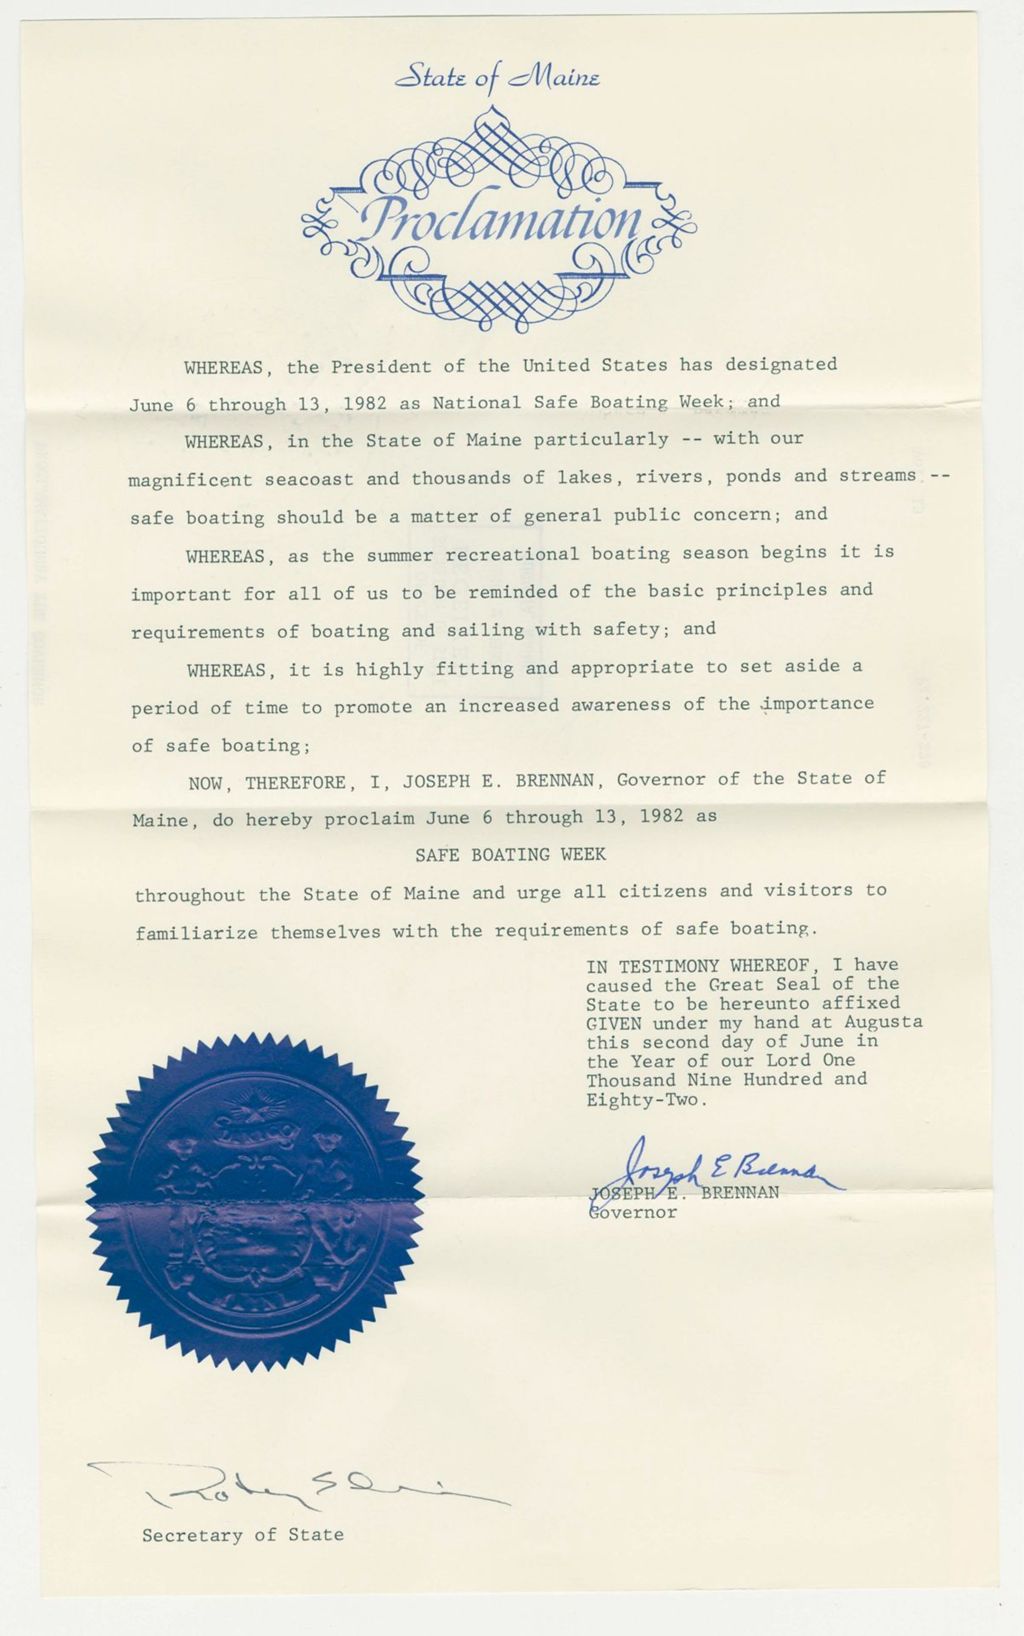 State of Maine
Proclamation
WHEREAS, the President of the United States has designated
June 6 through 13, 1982 as National Safe Boating Week; and
WHEREAS, in the State of Maine particularly -- with our
magnificent seacoast and thousands of lakes, rivers, ponds and streams --
safe boating should be a matter of general public concern; and
WHEREAS, as the summer recreational boating season begins it is
important for all of us to be reminded of the basic principles and
requirements of boating and sailing with safety; and
WHEREAS, it is highly fitting and appropriate to set aside a
period of time to promote an increased awareness of the importance
of safe boating;
NOW, THEREFORE, I, JOSEPH E. BRENNAN, Governor of the State of
Maine, do hereby proclaim June 6 through 13, 1982 as
SAFE BOATING WEEK
throughout the State of Maine and urge all citizens and visitors to
familiarize themselves with the requirements of safe boating.
IN TESTIMONY WHEREOF, I have
caused the Great Seal of the
State to be hereunto affixed
GIVEN under my hand at Augusta
this second day of June in
the Year of our Lord One
Thousand Nine Hundred and
Eighty-Two.
Joseph E Brennan
JOSEPH E. BRENNAN
Governor
Secretary of State